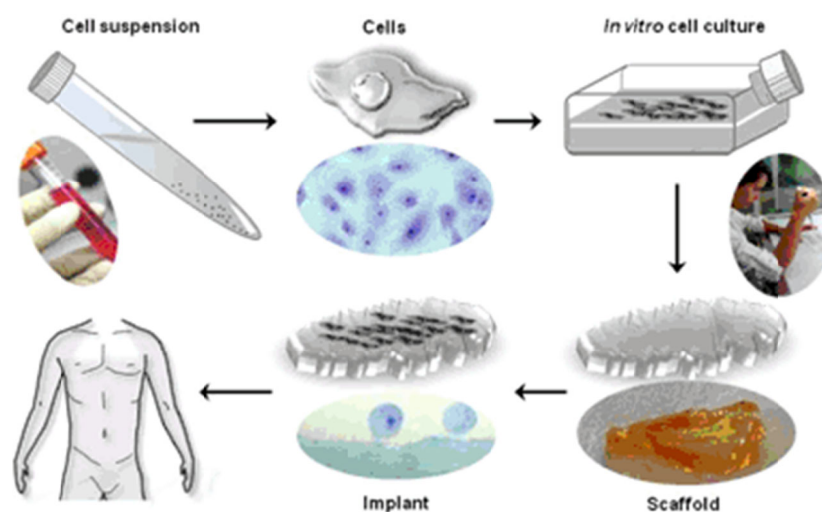 Cell suspension
Cells
In vitro cell culture
Implant
Scaffold